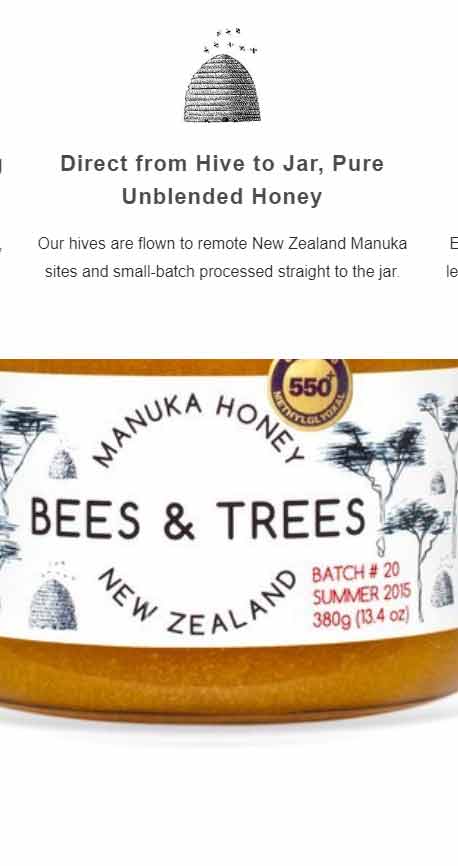 Direct from Hive to Jar, Pure
Unblended Honey
Our hives are flown to remote New Zealand Manuka
sites and small-batch processed straight to the jar.
550+
METHYLGLYOXAL
MANUKA HONEY
BEES & TREES
NEW ZEALAND
BATCH # 20
SUMMER 2015
380g (13.4 oz)